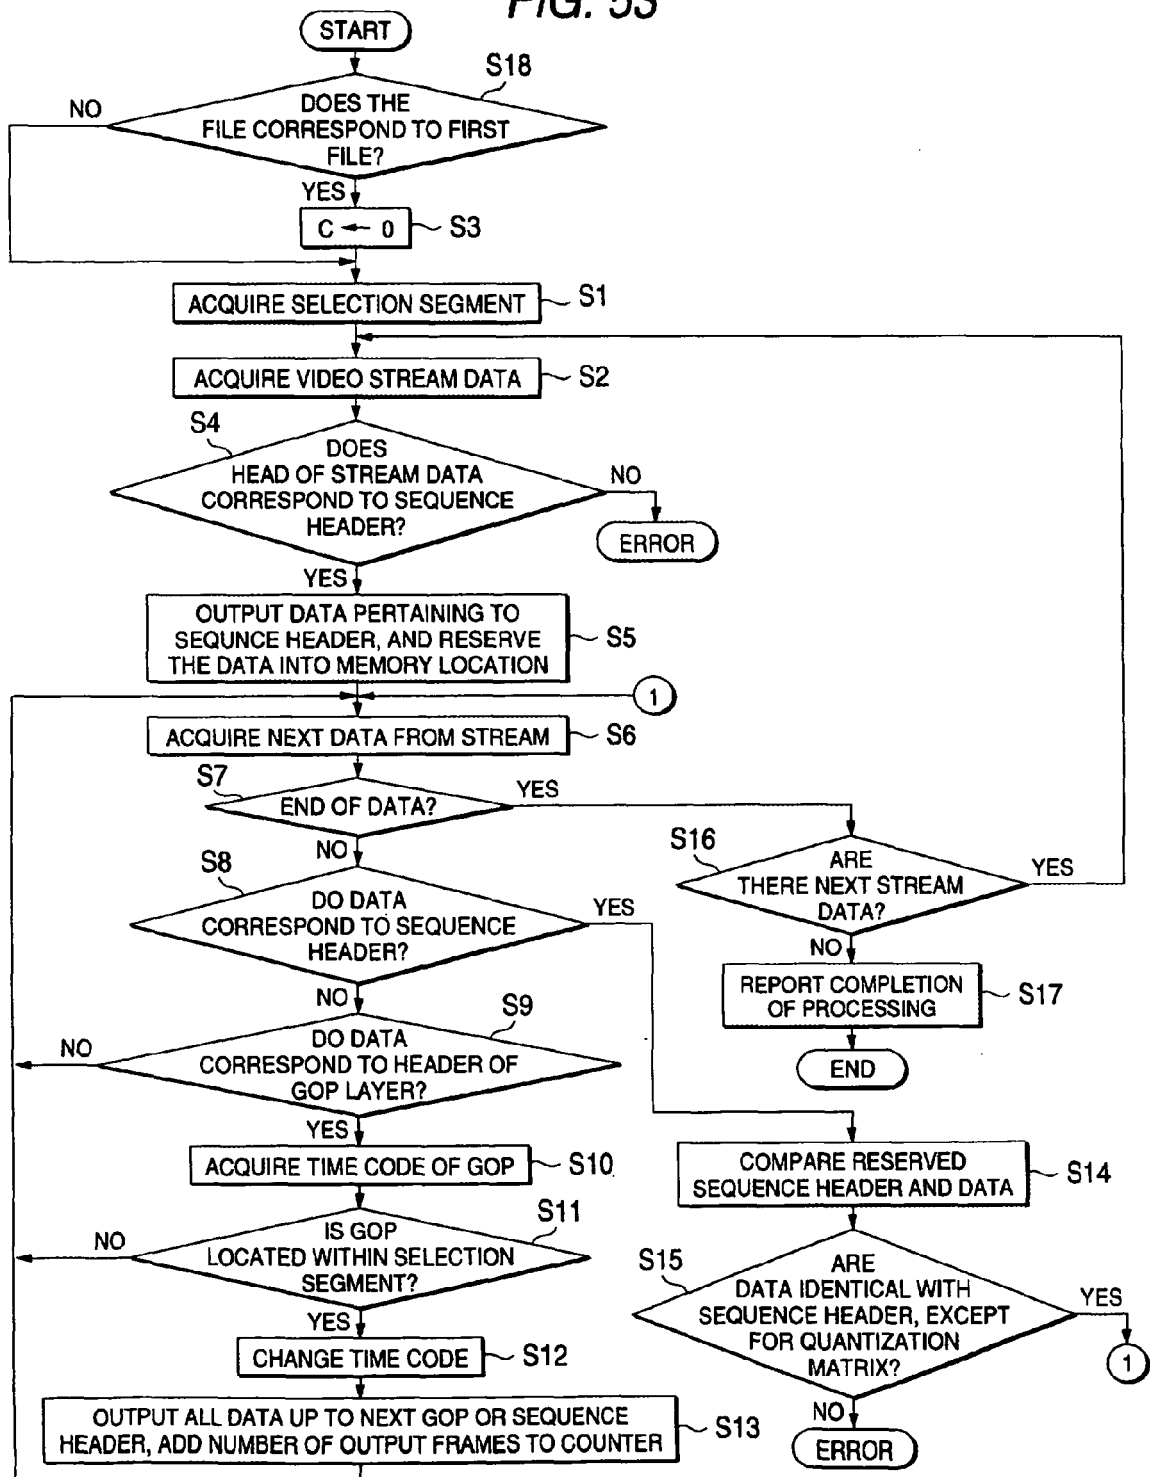 FIG. 53
START
S18
DOES THE
FILE CORRESPOND TO FIRST
FILE?
NO
YES
C ← 0
S3
ACQUIRE SELECTION SEGMENT
S1
ACQUIRE VIDEO STREAM DATA
S2
S4
DOES
HEAD OF STREAM DATA
CORRESPOND TO SEQUENCE
HEADER?
NO
ERROR
YES
OUTPUT DATA PERTAINING TO
SEQUNCE HEADER, AND RESERVE
THE DATA INTO MEMORY LOCATION
S5
1
ACQUIRE NEXT DATA FROM STREAM
S6
S7
END OF DATA?
YES
NO
S16
ARE
THERE NEXT STREAM
DATA?
YES
NO
REPORT COMPLETION
OF PROCESSING
S17
END
S8
DO DATA
CORRESPOND TO SEQUENCE
HEADER?
YES
NO
S9
DO DATA
CORRESPOND TO HEADER OF
GOP LAYER?
NO
YES
ACQUIRE TIME CODE OF GOP
S10
S11
IS GOP
LOCATED WITHIN SELECTION
SEGMENT?
NO
YES
CHANGE TIME CODE
S12
OUTPUT ALL DATA UP TO NEXT GOP OR SEQUENCE
HEADER, ADD NUMBER OF OUTPUT FRAMES TO COUNTER
S13
COMPARE RESERVED
SEQUENCE HEADER AND DATA
S14
S15
ARE
DATA IDENTICAL WITH
SEQUENCE HEADER, EXCEPT
FOR QUANTIZATION
MATRIX?
YES
1
NO
ERROR